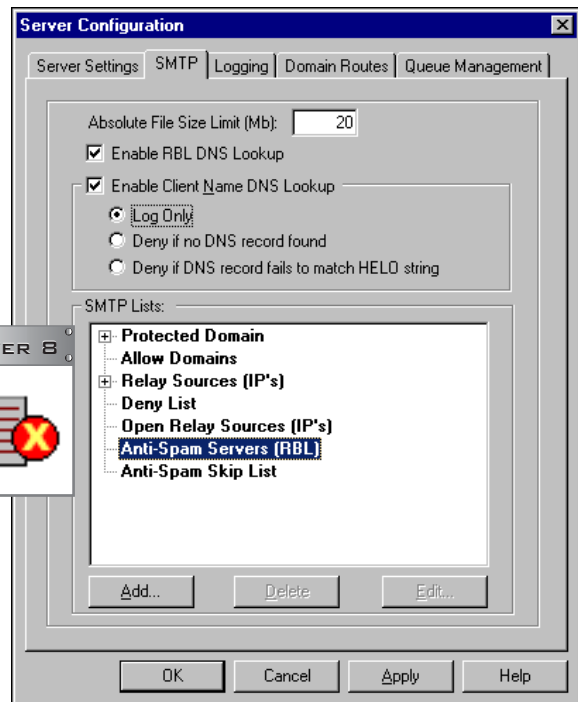 Server Configuration
Server Settings SMTP Logging Domain Routes Queue Management
Absolute File Size Limit (Mb): 20
Enable RBL DNS Lookup
Enable Client Name DNS Lookup
Log Only
Deny if no DNS record found
Deny if DNS record fails to match HELO string
SMTP Lists:
Protected Domain
Allow Domains
Relay Sources (IP's)
Deny List
Open Relay Sources (IP's)
Anti-Spam Servers (RBL)
Anti-Spam Skip List
ER 8
Add... Delete Edit...
OK Cancel Apply Help